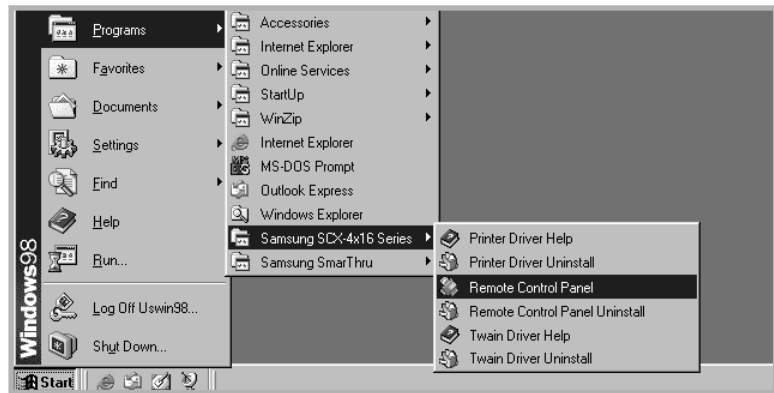 Programs
Favorites
Documents
Settings
Find
Help
Run...
Log Off Uswin98...
Shut Down...
Windows98
Start
Accessories
Internet Explorer
Online Services
StartUp
WinZip
Internet Explorer
MS-DOS Prompt
Outlook Express
Windows Explorer
Samsung SCX-4x16 Series
Samsung SmarThru
Printer Driver Help
Printer Driver Uninstall
Remote Control Panel
Remote Control Panel Uninstall
Twain Driver Help
Twain Driver Uninstall